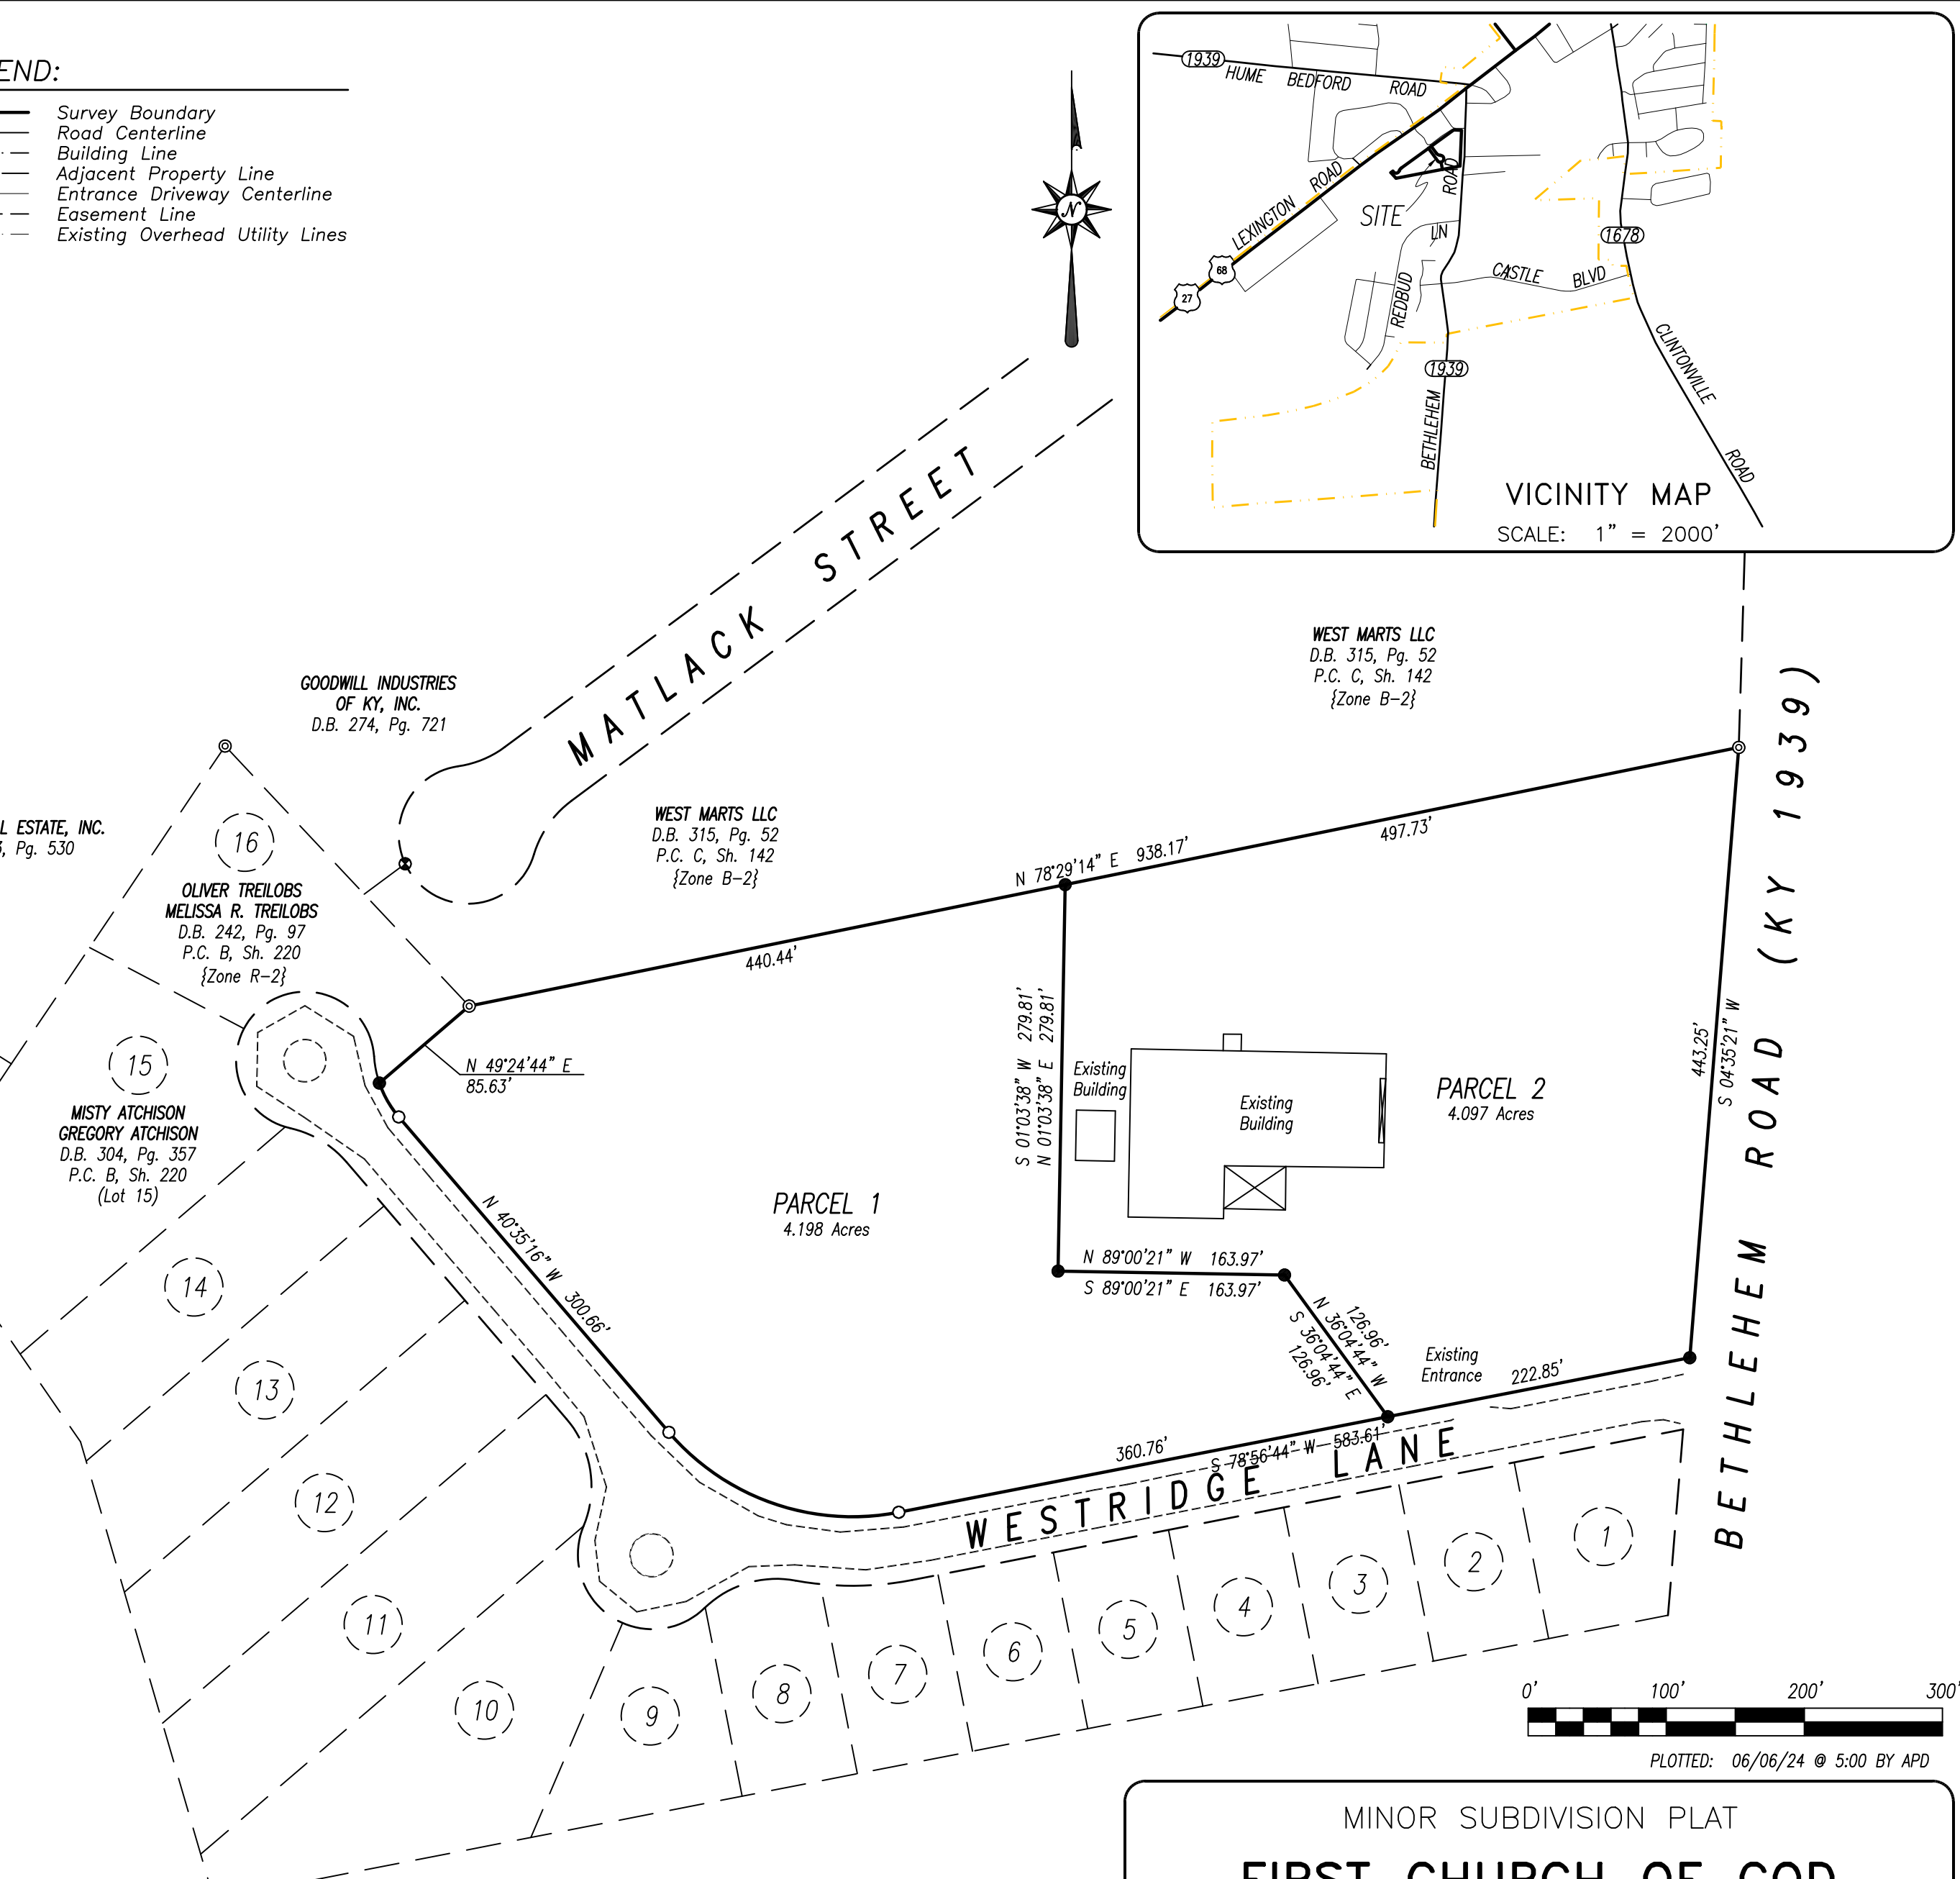 END:
Survey Boundary
Road Centerline
Building Line
Adjacent Property Line
Entrance Driveway Centerline
Easement Line
Existing Overhead Utility Lines
N
1939
HUME BEDFORD ROAD
LEXINGTON ROAD
ROAD
SITE
LN
68
27
REDBUD
CASTLE BLVD
1678
1939
BETHLEHEM
CLINTONVILLE
ROAD
VICINITY MAP
SCALE: 1" = 2000'
MATLACK STREET
WEST MARTS LLC
D.B. 315, Pg. 52
P.C. C, Sh. 142
{Zone B-2}
GOODWILL INDUSTRIES
OF KY, INC.
D.B. 274, Pg. 721
WEST MARTS LLC
D.B. 315, Pg. 52
P.C. C, Sh. 142
{Zone B-2}
L ESTATE, INC.
, Pg. 530
16
OLIVER TREILOBS
MELISSA R. TREILOBS
D.B. 242, Pg. 97
P.C. B, Sh. 220
{Zone R-2}
N 78°29'14" E 938.17'
497.73'
440.44'
BETHLEHEM ROAD (KY 1939)
15
MISTY ATCHISON
GREGORY ATCHISON
D.B. 304, Pg. 357
P.C. B, Sh. 220
(Lot 15)
N 49°24'44" E
85.63'
S 01°03'38" W 279.81'
N 01°03'38" E 279.81'
Existing
Building
Existing
Building
PARCEL 2
4.097 Acres
443.25'
S 04°35'21" W
PARCEL 1
4.198 Acres
N 40°35'16" W 300.66'
N 89°00'21" W 163.97'
S 89°00'21" E 163.97'
126.96'
N 36°04'44" W
S 36°04'44" E
126.96'
Existing
Entrance
222.85'
360.76'
S 78°56'44" W 583.61'
WESTRIDGE LANE
14
13
12
11
10
9
8
7
6
5
4
3
2
1
0' 100' 200' 300'
PLOTTED: 06/06/24 @ 5:00 BY APD
MINOR SUBDIVISION PLAT
FIRST CHURCH OF GOD